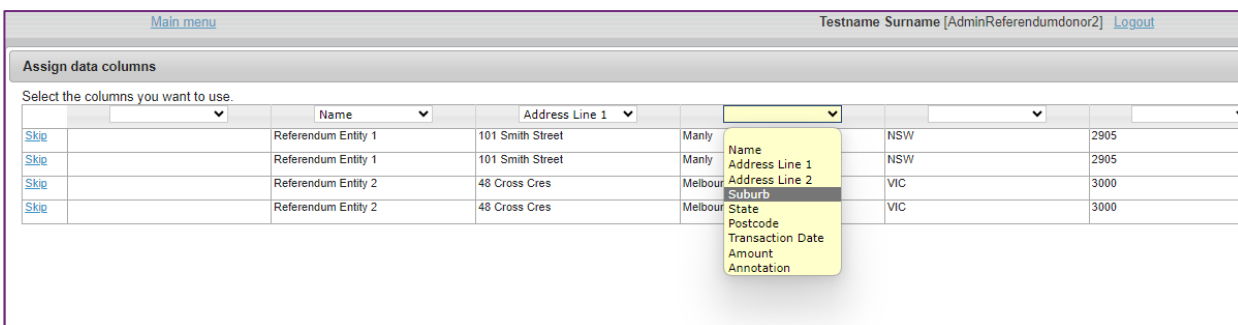 Main menu Testname Surname [AdminReferendumdonor2] Logout
Assign data columns
Select the columns you want to use.
Name Address Line 1
Skip Referendum Entity 1 101 Smith Street Manly NSW 2905
Skip Referendum Entity 1 101 Smith Street Manly NSW 2905
Skip Referendum Entity 2 48 Cross Cres Melbour VIC 3000
Skip Referendum Entity 2 48 Cross Cres Melbour VIC 3000
Name
Address Line 1
Address Line 2
Suburb
State
Postcode
Transaction Date
Amount
Annotation